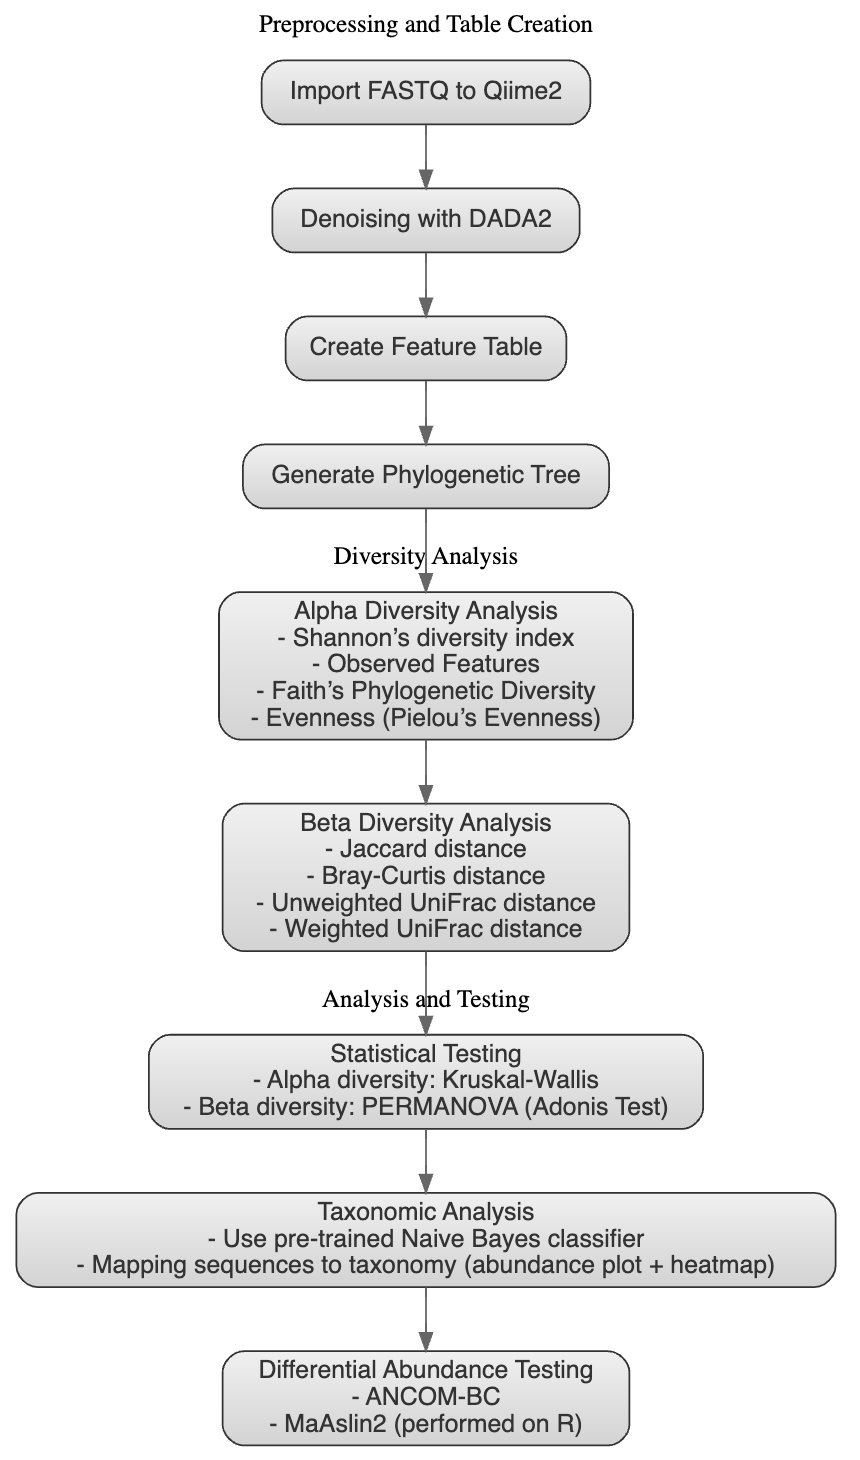 Preprocessing and Table Creation
Import FASTQ to Qiime2
Denoising with DADA2
Create Feature Table
Generate Phylogenetic Tree
Diversity Analysis
Alpha Diversity Analysis
- Shannon’s diversity index
- Observed Features
- Faith’s Phylogenetic Diversity
- Evenness (Pielou’s Evenness)
Beta Diversity Analysis
- Jaccard distance
- Bray-Curtis distance
- Unweighted UniFrac distance
- Weighted UniFrac distance
Analysis and Testing
Statistical Testing
- Alpha diversity: Kruskal-Wallis
- Beta diversity: PERMANOVA (Adonis Test)
Taxonomic Analysis
- Use pre-trained Naive Bayes classifier
- Mapping sequences to taxonomy (abundance plot + heatmap)
Differential Abundance Testing
- ANCOM-BC
- MaAslin2 (performed on R)